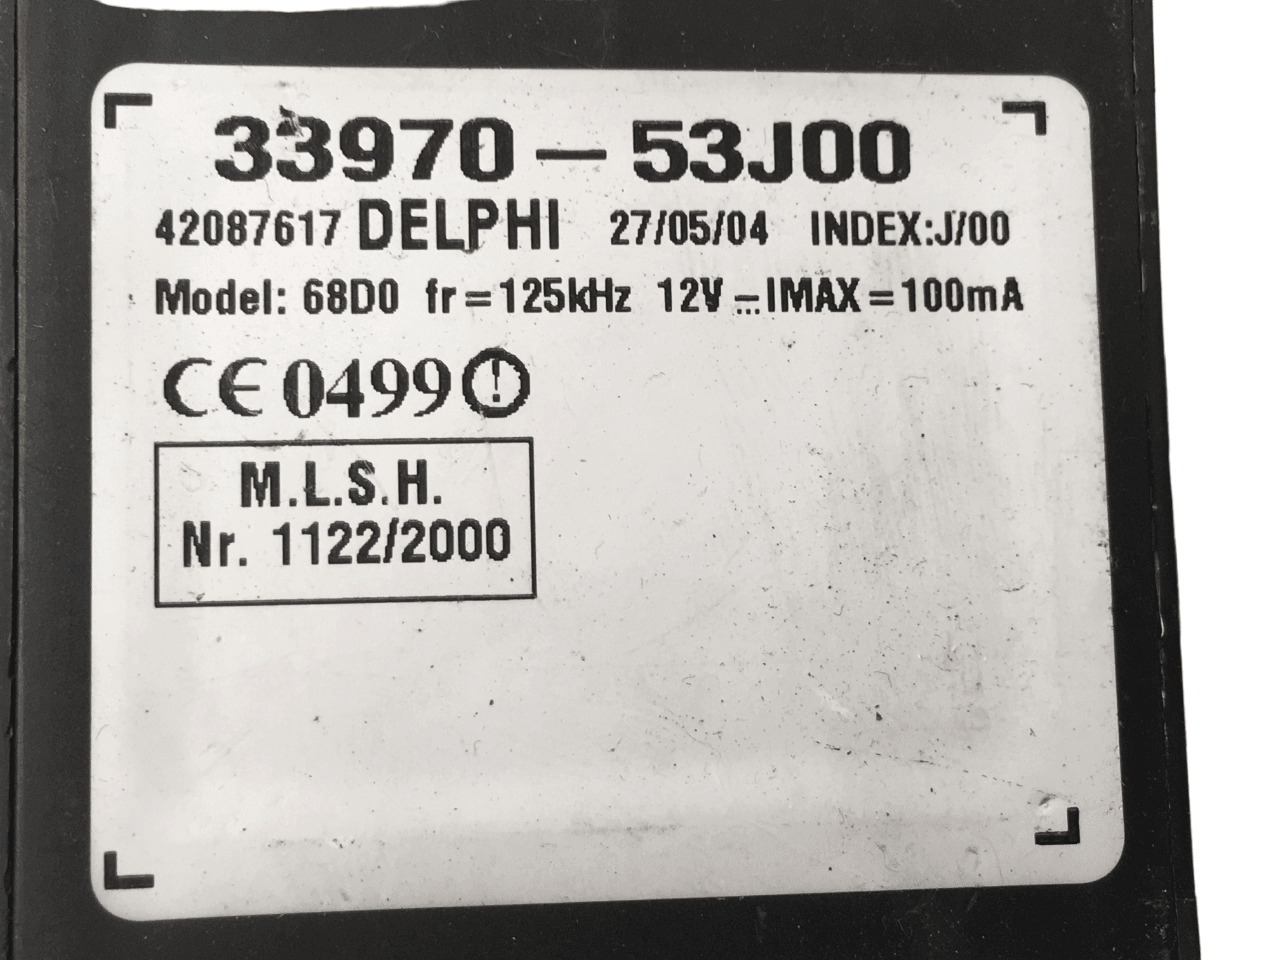 33970-53J00
42087617 DELPHI 27/05/04 INDEX:J/00
Model: 68D0 fr=125kHz 12V ⎓ IMAX=100mA
CE 0499 !
M.L.S.H.
Nr. 1122/2000